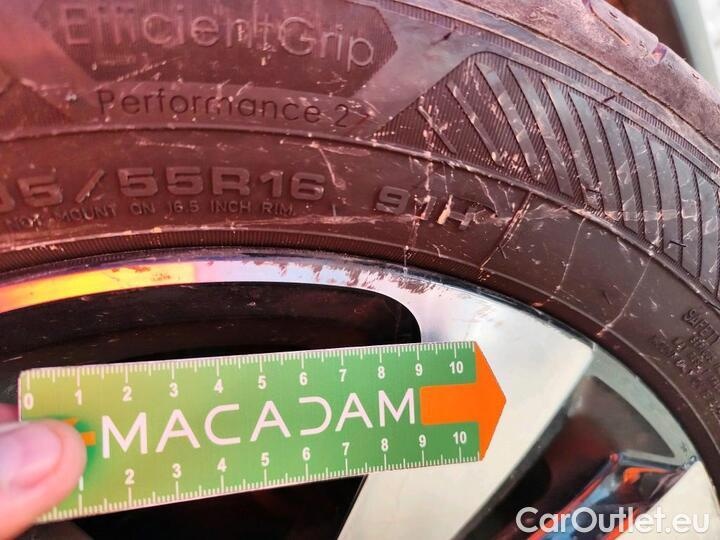 EfficientGrip
Performance 2
05/55R16 91H
NOT MOUNT ON 16.5 INCH RIM
0 1 2 3 4 5 6 7 8 9 10
MACADAM
1 2 3 4 5 6 7 8 9 10
CarOutlet.eu